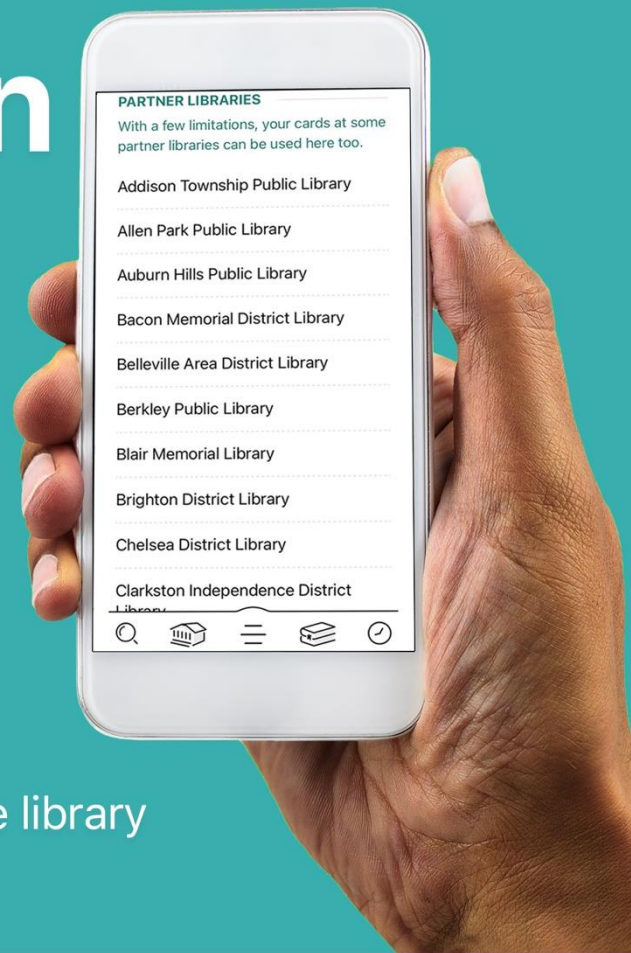 n
PARTNER LIBRARIES
With a few limitations, your cards at some
partner libraries can be used here too.
Addison Township Public Library
Allen Park Public Library
Auburn Hills Public Library
Bacon Memorial District Library
Belleville Area District Library
Berkley Public Library
Blair Memorial Library
Brighton District Library
Chelsea District Library
Clarkston Independence District
Library
e library